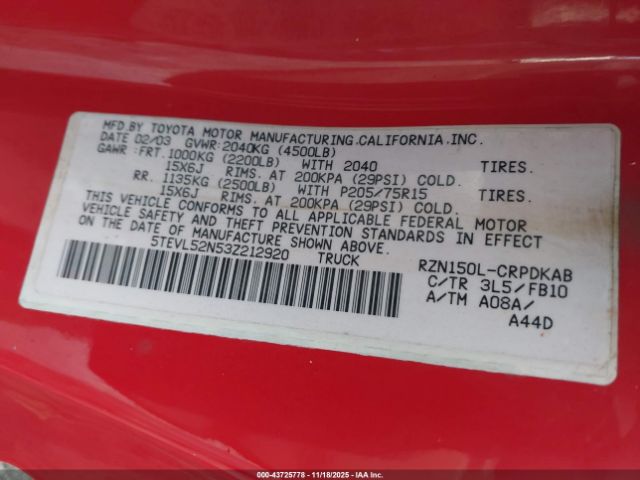 MFD.BY TOYOTA MOTOR MANUFACTURING,CALIFORNIA,INC.
DATE 02/03 GVWR:2040KG (4500LB)
GAWR: FRT.1000KG (2200LB) WITH 2040 TIRES.
15X6J RIMS. AT 200KPA (29PSI) COLD.
RR. 1135KG (2500LB) WITH P205/75R15 TIRES.
15X6J RIMS. AT 200KPA (29PSI) COLD.
THIS VEHICLE CONFORMS TO ALL APPLICABLE FEDERAL MOTOR
VEHICLE SAFETY AND THEFT PREVENTION STANDARDS IN EFFECT
ON THE DATE OF MANUFACTURE SHOWN ABOVE.
5TEVL52N53Z212920 TRUCK RZN150L-CRPDKAB
C/TR 3L5/FB10
A/TM A08A/
A44D
000-43725778 - 11/18/2025 - IAAI.COM